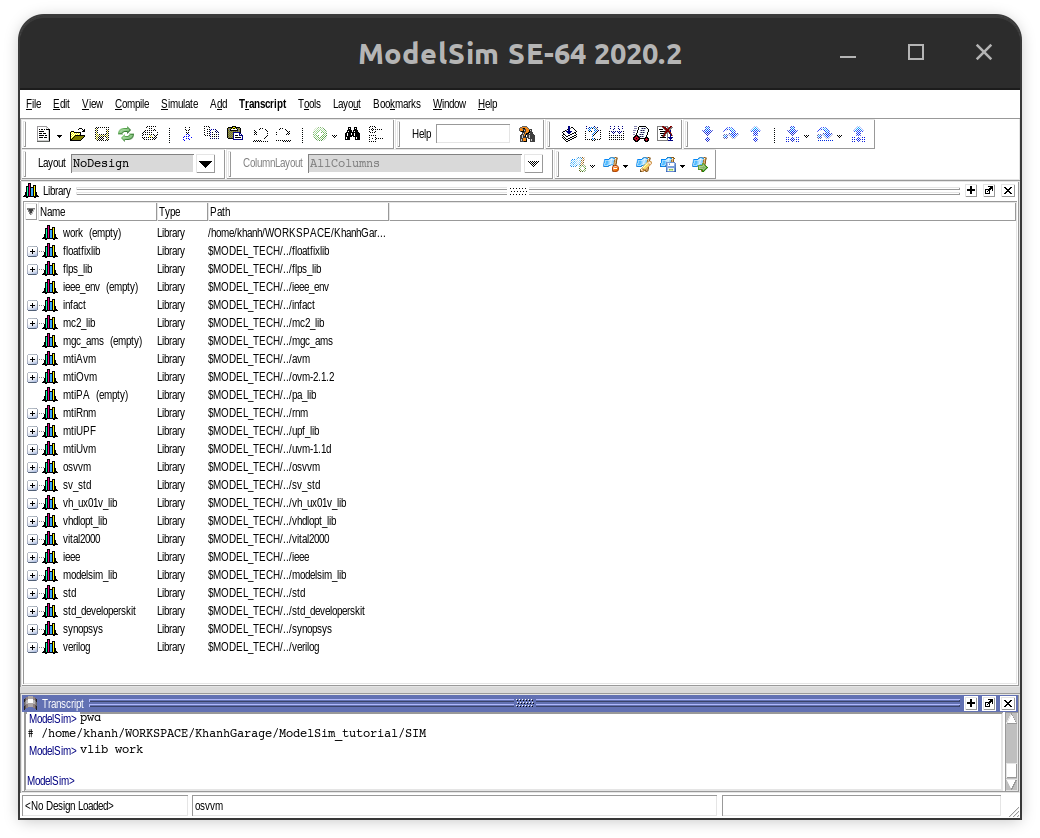 ModelSim SE-64 2020.2
File Edit View Compile Simulate Add Transcript Tools Layout Bookmarks Window Help
Help
Layout NoDesign ColumnLayout AllColumns
Library
Name Type Path
work (empty) Library /home/khanh/WORKSPACE/KhanhGar...
floatfixlib Library $MODEL_TECH/../floatfixlib
flps_lib Library $MODEL_TECH/../flps_lib
ieee_env (empty) Library $MODEL_TECH/../ieee_env
infact Library $MODEL_TECH/../infact
mc2_lib Library $MODEL_TECH/../mc2_lib
mgc_ams (empty) Library $MODEL_TECH/../mgc_ams
mtiAvm Library $MODEL_TECH/../avm
mtiOvm Library $MODEL_TECH/../ovm-2.1.2
mtiPA (empty) Library $MODEL_TECH/../pa_lib
mtiRnm Library $MODEL_TECH/../rnm
mtiUPF Library $MODEL_TECH/../upf_lib
mtiUvm Library $MODEL_TECH/../uvm-1.1d
osvvm Library $MODEL_TECH/../osvvm
sv_std Library $MODEL_TECH/../sv_std
vh_ux01v_lib Library $MODEL_TECH/../vh_ux01v_lib
vhdlopt_lib Library $MODEL_TECH/../vhdlopt_lib
vital2000 Library $MODEL_TECH/../vital2000
ieee Library $MODEL_TECH/../ieee
modelsim_lib Library $MODEL_TECH/../modelsim_lib
std Library $MODEL_TECH/../std
std_developerskit Library $MODEL_TECH/../std_developerskit
synopsys Library $MODEL_TECH/../synopsys
verilog Library $MODEL_TECH/../verilog
Transcript
ModelSim> pwd
# /home/khanh/WORKSPACE/KhanhGarage/ModelSim_tutorial/SIM
ModelSim> vlib work
ModelSim>
<No Design Loaded> osvvm